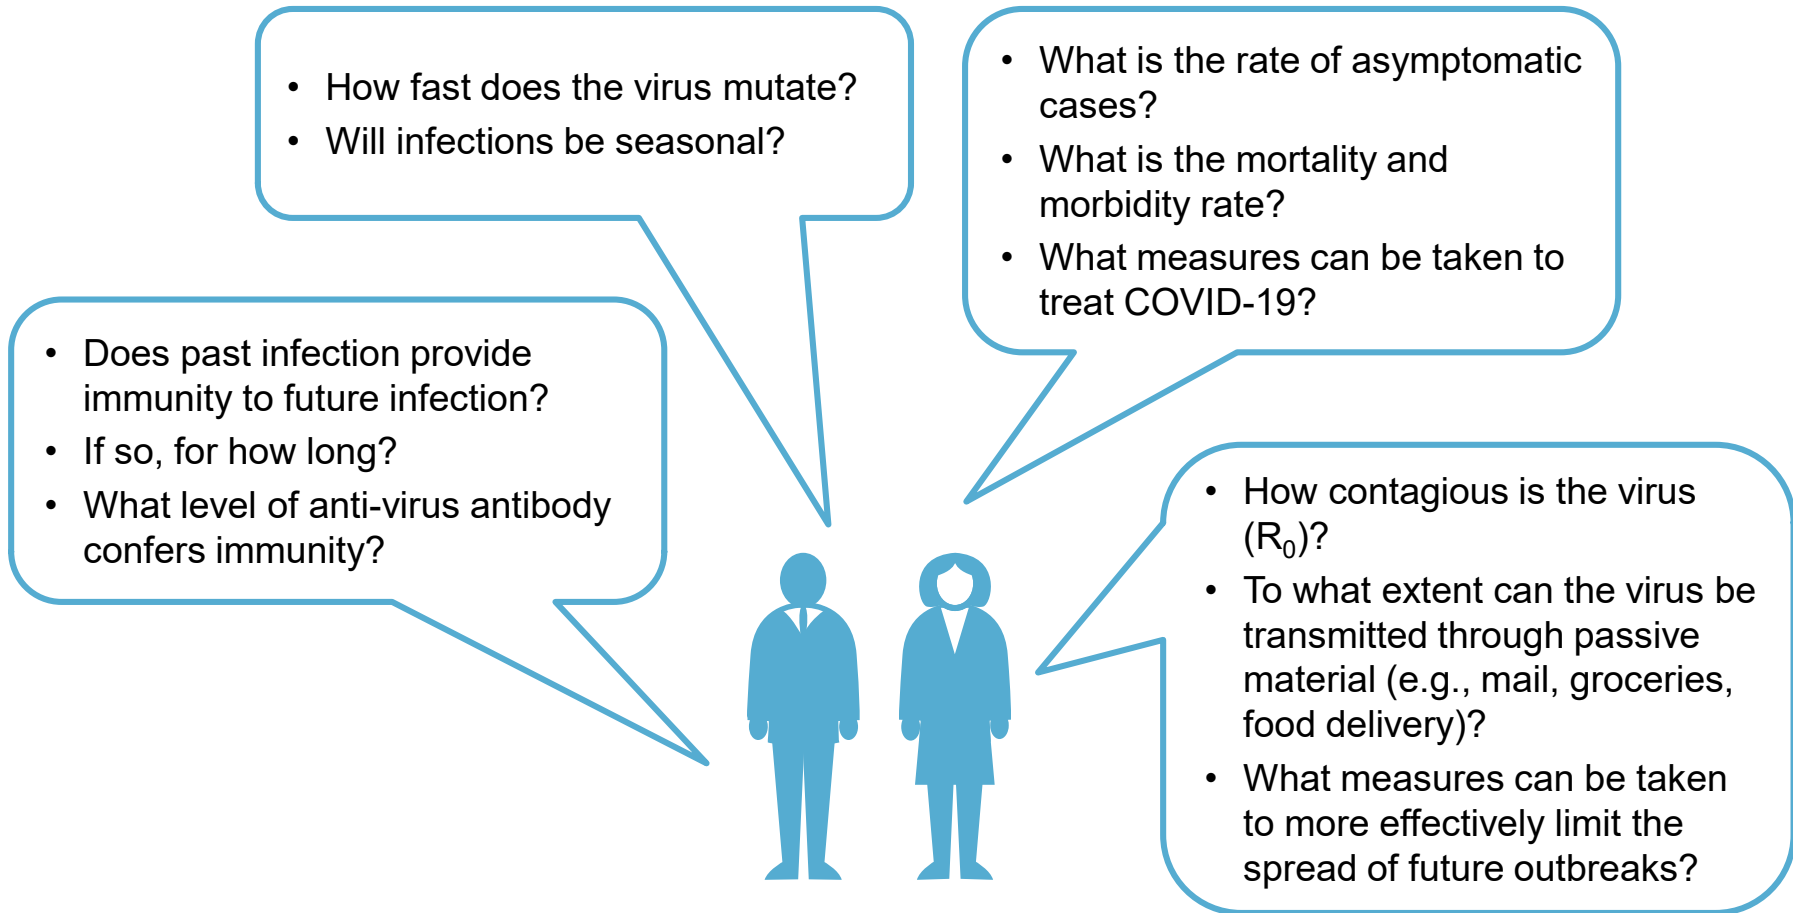 • How fast does the virus mutate?
• Will infections be seasonal?
• What is the rate of asymptomatic
cases?
• What is the mortality and
morbidity rate?
• What measures can be taken to
treat COVID-19?
• Does past infection provide
immunity to future infection?
• If so, for how long?
• What level of anti-virus antibody
confers immunity?
• How contagious is the virus
(R₀)?
• To what extent can the virus be
transmitted through passive
material (e.g., mail, groceries,
food delivery)?
• What measures can be taken
to more effectively limit the
spread of future outbreaks?